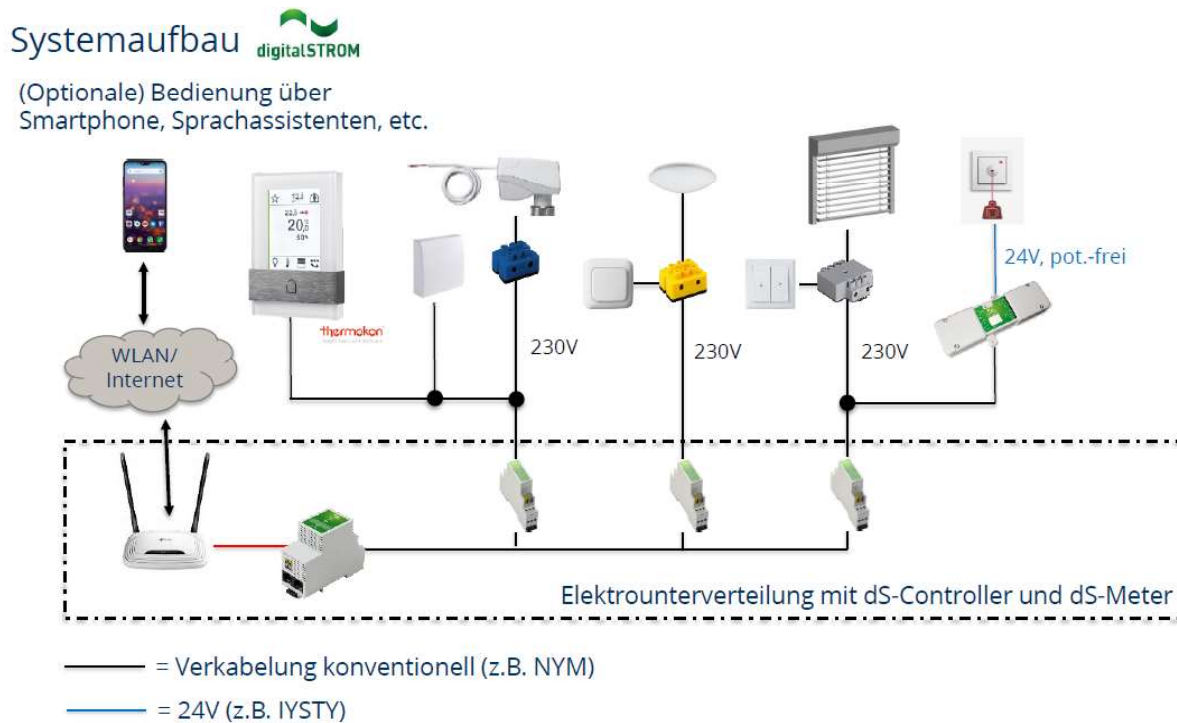 Systemaufbau
digitalSTROM
(Optionale) Bedienung über
Smartphone, Sprachassistenten, etc.
24V, pot.-frei
thermokon
WLAN/
Internet
230V
230V
230V
Elektrounterverteilung mit dS-Controller und dS-Meter
= Verkabelung konventionell (z.B. NYM)
= 24V (z.B. IYSTY)